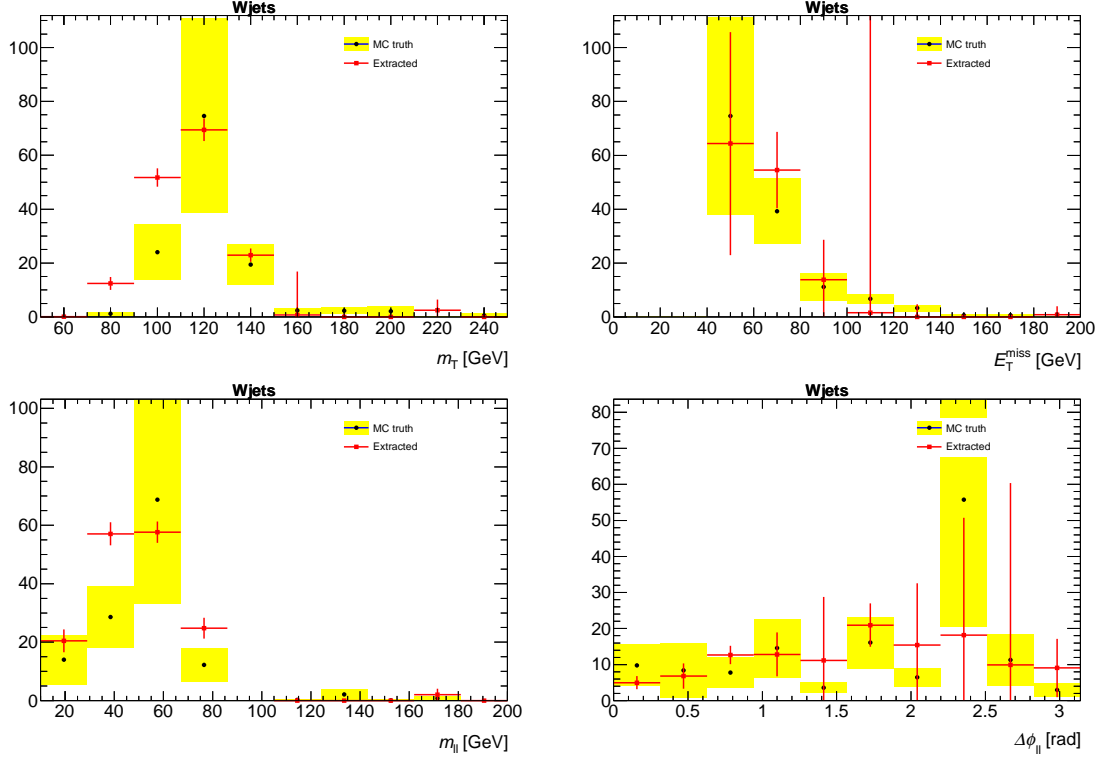 Wjets
MC truth
Extracted
100
80
60
40
20
0
60 80 100 120 140 160 180 200 220 240
m_T [GeV]
Wjets
MC truth
Extracted
100
80
60
40
20
0
0 20 40 60 80 100 120 140 160 180 200
E_T^miss [GeV]
Wjets
MC truth
Extracted
100
80
60
40
20
0
20 40 60 80 100 120 140 160 180 200
m_ll [GeV]
Wjets
MC truth
Extracted
80
70
60
50
40
30
20
10
0
0 0.5 1 1.5 2 2.5 3
Δϕ_ll [rad]